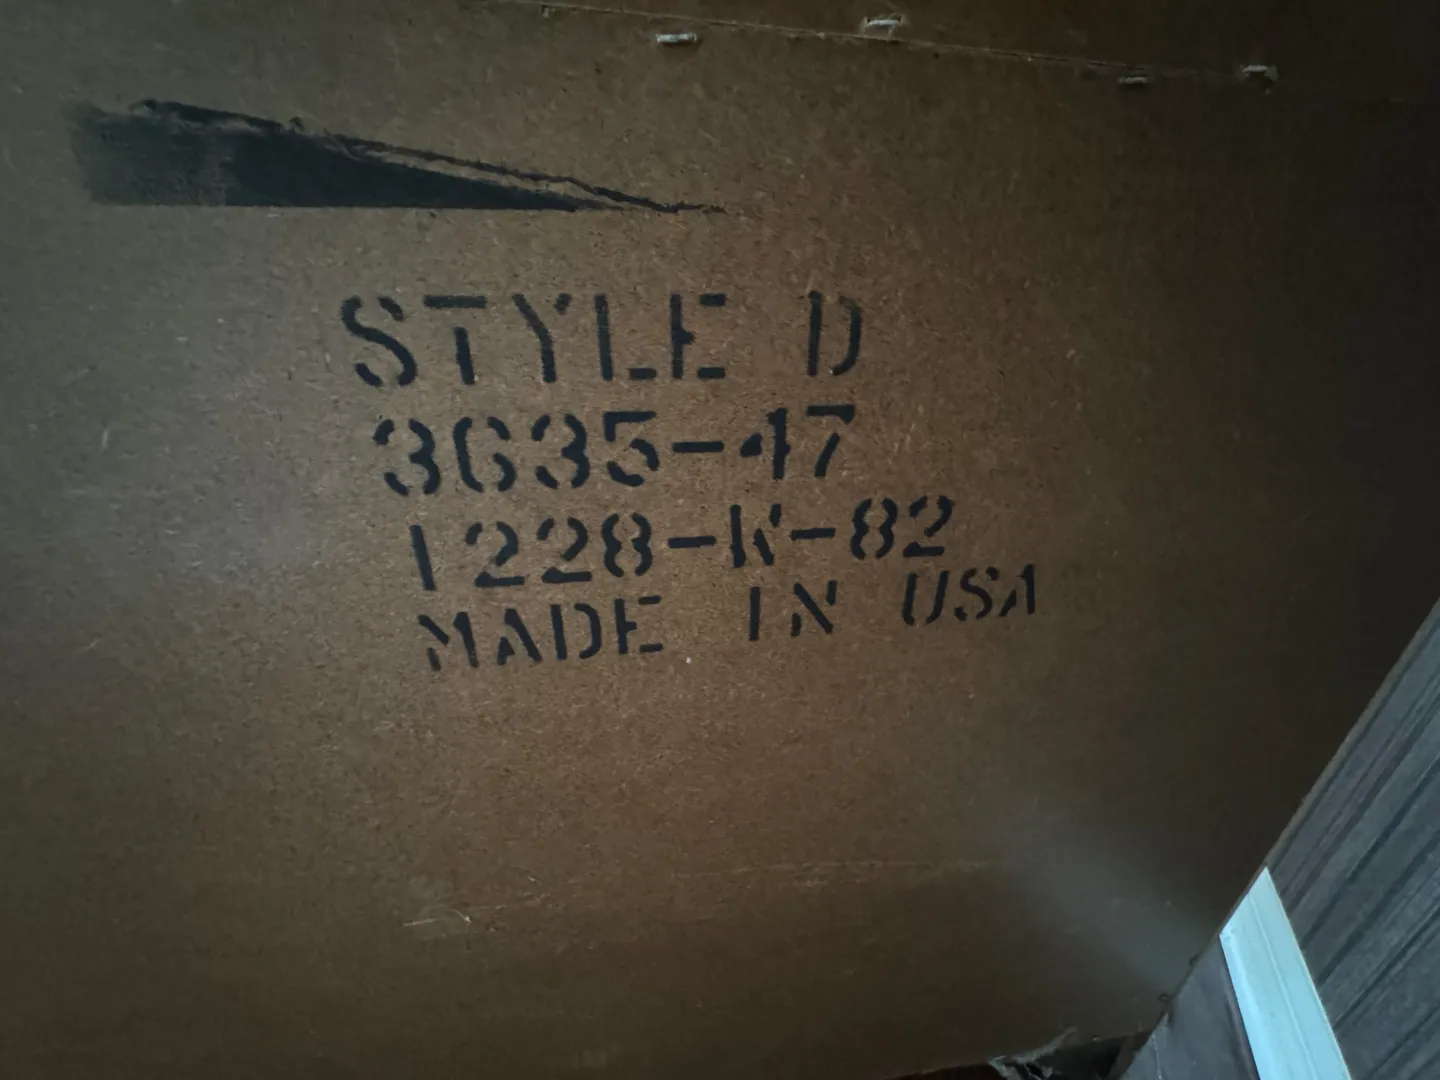 STYLE D
3635-47
1228-K-82
MADE IN USA